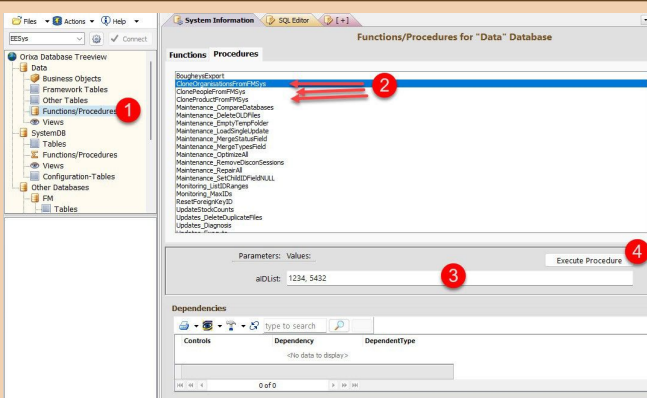 Files Actions Help
EESys Connect
Orixa Database Treeview
Data
Business Objects
Framework Tables
Other Tables
Functions/Procedures 1
Views
SystemDB
Tables
Functions/Procedures
Views
Configuration-Tables
Other Databases
FM
Tables
System Information SQL Editor [+]
Functions/Procedures for "Data" Database
Functions Procedures
BougheysExport
CloneOrganisationsFromFMSys 2
ClonePeopleFromFMSys
CloneProductFromFMSys
Maintenance_CompareDatabases
Maintenance_DeleteOLDFiles
Maintenance_EmptyTempFolder
Maintenance_LoadSingleUpdate
Maintenance_MergeStatusField
Maintenance_MergeTypesField
Maintenance_OptimizeAll
Maintenance_RemoveDisconSessions
Maintenance_RepairAll
Maintenance_SetChildIDFieldNULL
Monitoring_ListIDRanges
Monitoring_MaxIDs
ResetForeignKeyID
UpdateStockCounts
Updates_DeleteDuplicateFiles
Updates_Diagnosis
Updates_Execute
Parameters: Values: Execute Procedure 4
aIDList: 1234, 5432 3
Dependencies
type to search
Controls Dependency DependentType
<No data to display>
0 of 0